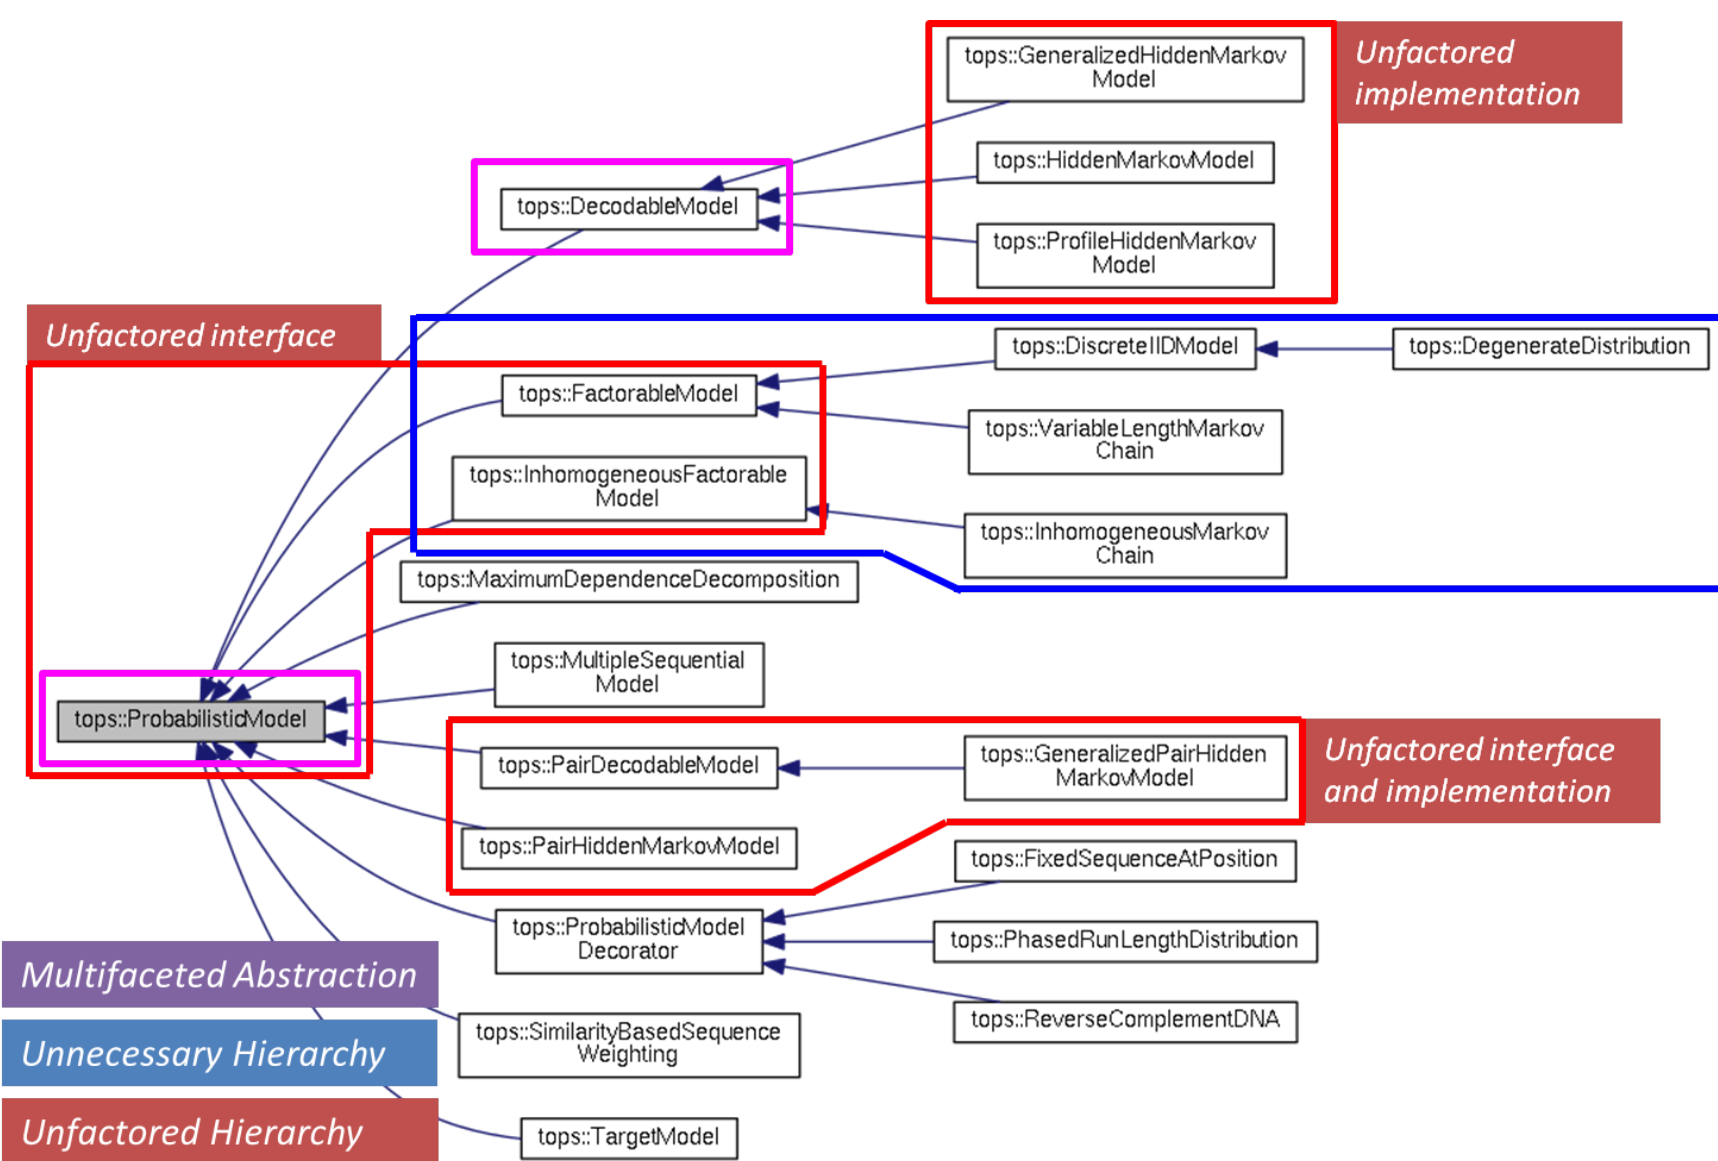 tops::GeneralizedHiddenMarkov
Model
Unfactored
implementation
tops::HiddenMarkovModel
tops::DecodableModel
tops::ProfileHiddenMarkov
Model
Unfactored interface
tops::DiscreteIIDModel
tops::DegenerateDistribution
tops::FactorableModel
tops::VariableLengthMarkov
Chain
tops::InhomogeneousFactorable
Model
tops::InhomogeneousMarkov
Chain
tops::MaximumDependenceDecomposition
tops::MultipleSequential
Model
tops::ProbabilisticModel
tops::PairDecodableModel
tops::GeneralizedPairHidden
MarkovModel
Unfactored interface
and implementation
tops::PairHiddenMarkovModel
tops::FixedSequenceAtPosition
tops::ProbabilisticModel
Decorator
tops::PhasedRunLengthDistribution
Multifaceted Abstraction
tops::ReverseComplementDNA
tops::SimilarityBasedSequence
Weighting
Unnecessary Hierarchy
Unfactored Hierarchy
tops::TargetModel